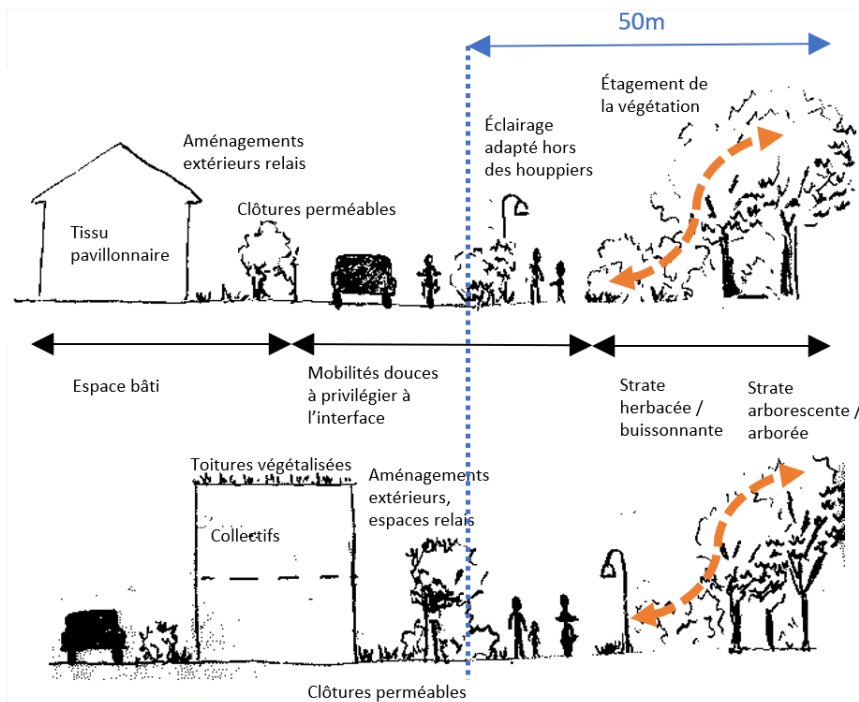 50m
Étagement de
la végétation
Aménagements
extérieurs relais
Éclairage
adapté hors
des houppiers
Clôtures perméables
Tissu
pavillonnaire
Espace bâti
Mobilités douces
à privilégier à
l’interface
Strate
herbacée /
buissonnante
Strate
arborescente /
arborée
Toitures végétalisées
Aménagements
extérieurs,
espaces relais
Collectifs
Clôtures perméables